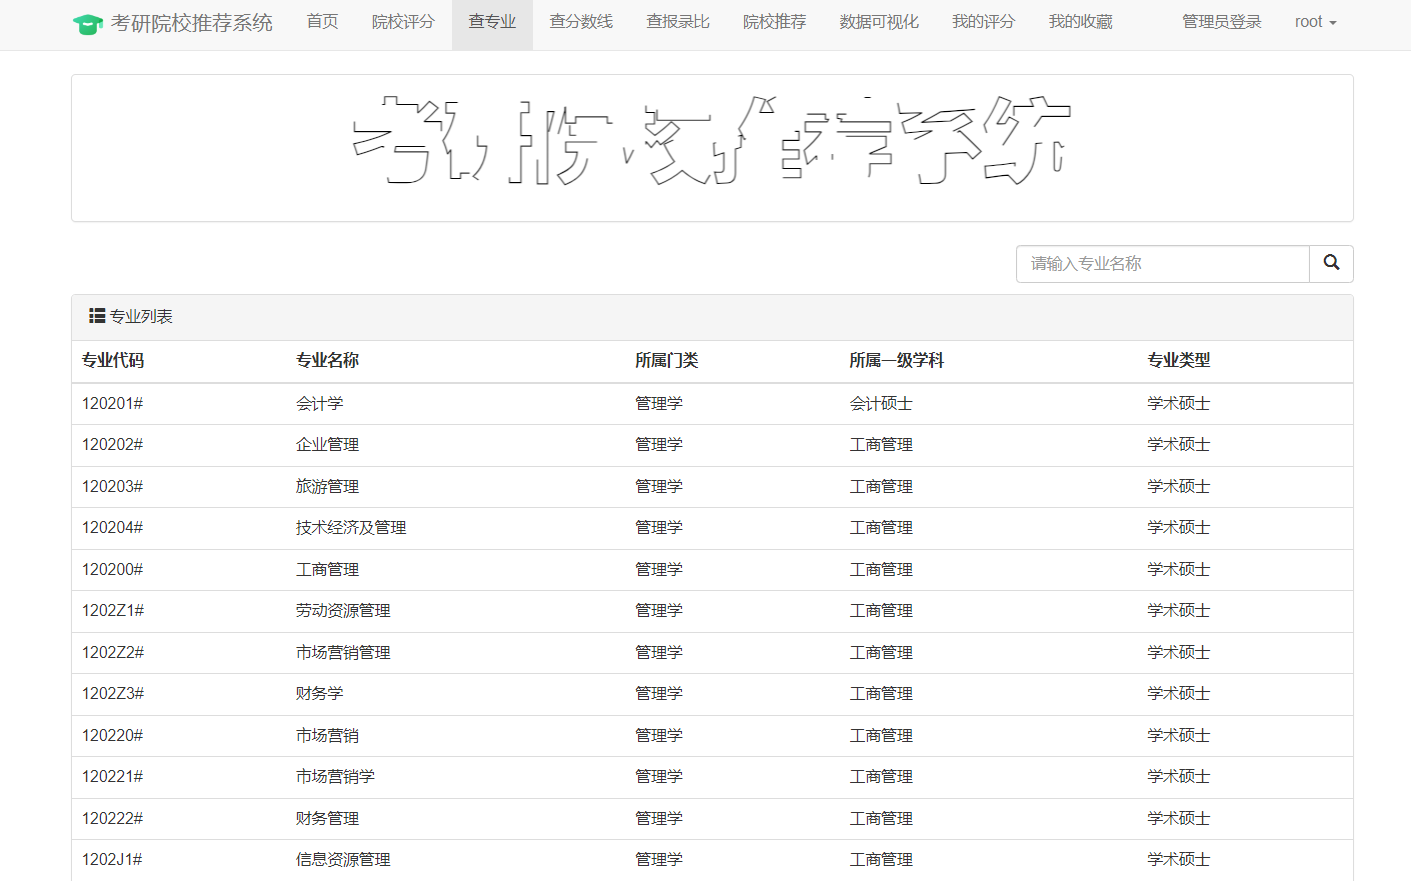 考研院校推荐系统 首页 院校评分 查专业 查分数线 查报录比 院校推荐 数据可视化 我的评分 我的收藏 管理员登录 root
考研院校推荐系统
请输入专业名称
专业列表
专业代码 专业名称 所属门类 所属一级学科 专业类型
120201# 会计学 管理学 会计硕士 学术硕士
120202# 企业管理 管理学 工商管理 学术硕士
120203# 旅游管理 管理学 工商管理 学术硕士
120204# 技术经济及管理 管理学 工商管理 学术硕士
120200# 工商管理 管理学 工商管理 学术硕士
1202Z1# 劳动资源管理 管理学 工商管理 学术硕士
1202Z2# 市场营销管理 管理学 工商管理 学术硕士
1202Z3# 财务学 管理学 工商管理 学术硕士
120220# 市场营销 管理学 工商管理 学术硕士
120221# 市场营销学 管理学 工商管理 学术硕士
120222# 财务管理 管理学 工商管理 学术硕士
1202J1# 信息资源管理 管理学 工商管理 学术硕士